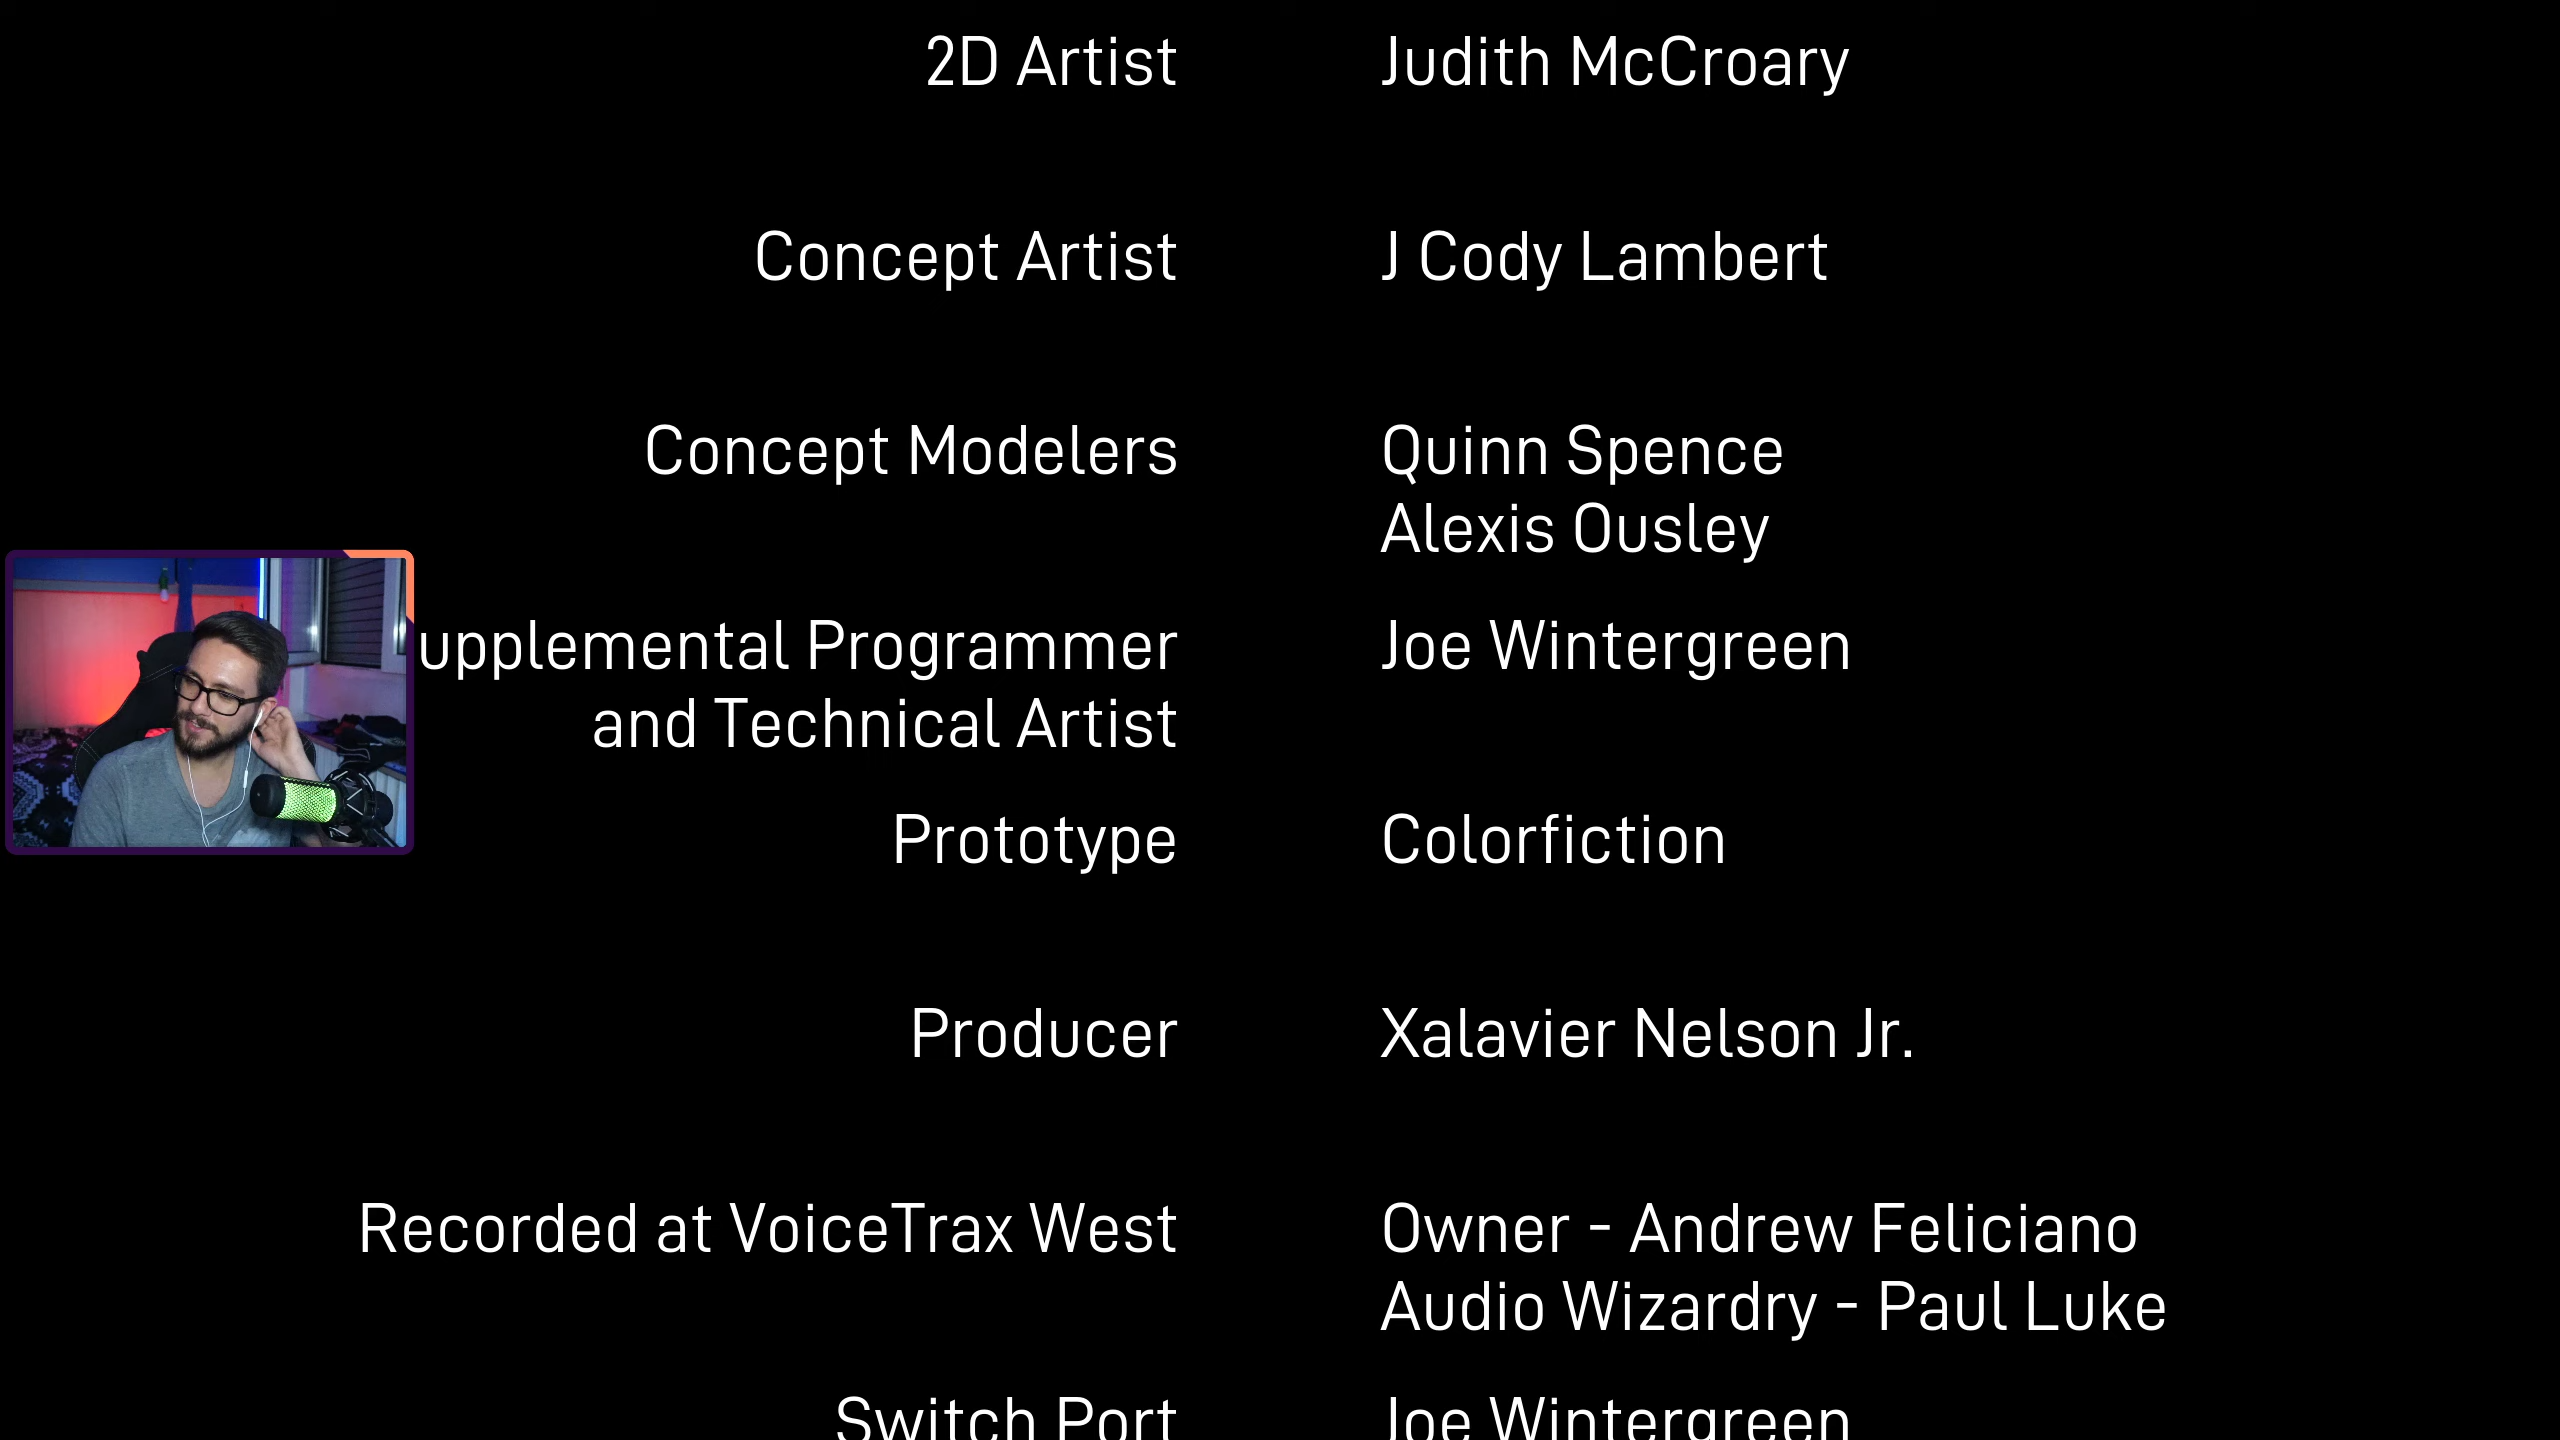 2D Artist Judith McCroary
Concept Artist J Cody Lambert
Concept Modelers Quinn Spence
Alexis Ousley
upplemental Programmer Joe Wintergreen
and Technical Artist
Prototype Colorfiction
Producer Xalavier Nelson Jr.
Recorded at VoiceTrax West Owner - Andrew Feliciano
Audio Wizardry - Paul Luke
Switch Port Joe Wintergreen